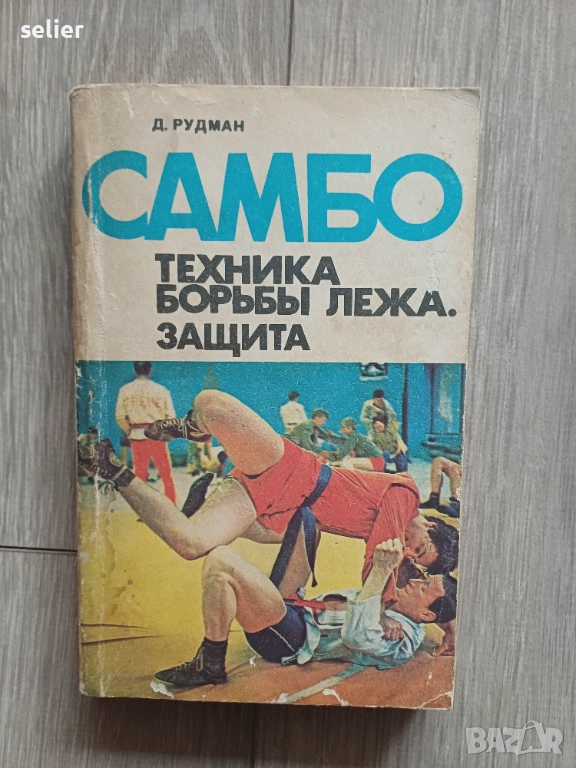 selier
Д. РУДМАН
САМБО
ТЕХНИКА
БОРЬБЫ ЛЕЖА.
ЗАЩИТА
BAZAR